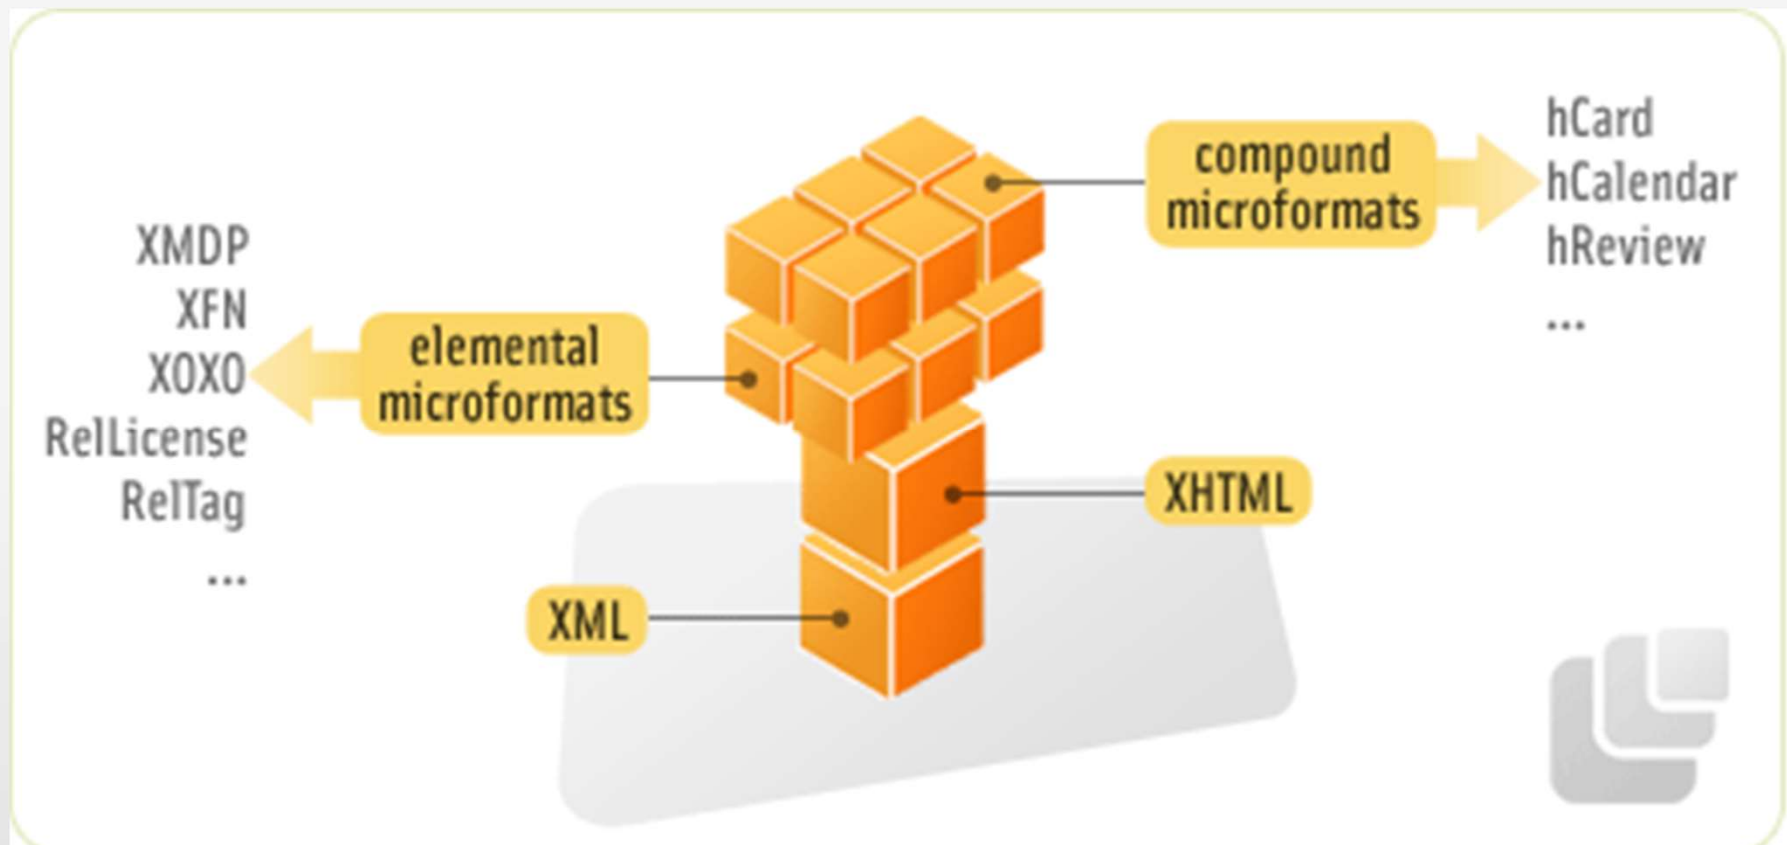 compound
microformats
hCard
hCalendar
hReview
...
XMDP
XFN
XOXO
RelLicense
RelTag
...
elemental
microformats
XHTML
XML